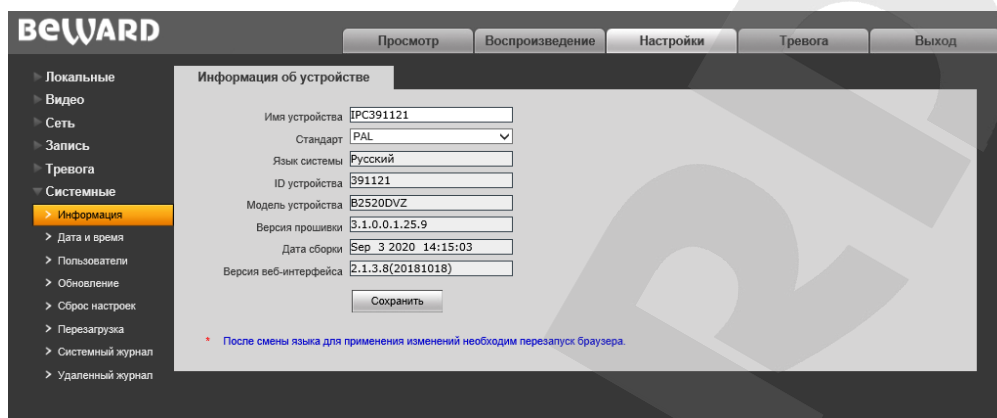 BEWARD
Просмотр Воспроизведение Настройки Тревога Выход
Локальные
Видео
Сеть
Запись
Тревога
Системные
Информация
Дата и время
Пользователи
Обновление
Сброс настроек
Перезагрузка
Системный журнал
Удаленный журнал
Информация об устройстве
Имя устройства IPC391121
Стандарт PAL
Язык системы Русский
ID устройства 391121
Модель устройства B2520DVZ
Версия прошивки 3.1.0.0.1.25.9
Дата сборки Sep 3 2020 14:15:03
Версия веб-интерфейса 2.1.3.8(20181018)
Сохранить
* После смены языка для применения изменений необходим перезапуск браузера.